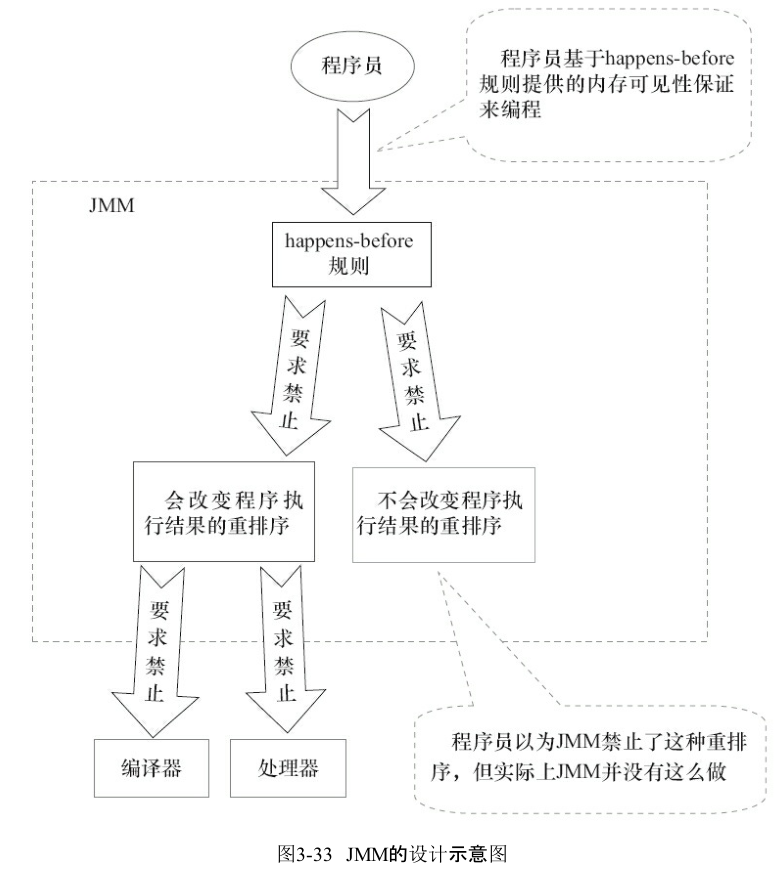 程序员
程序员基于happens-before
规则提供的内存可见性保证
来编程
JMM
happens-before
规则
要求禁止
要求禁止
会改变程序执
行结果的重排序
不会改变程序执
行结果的重排序
要求禁止
要求禁止
编译器
处理器
程序员以为JMM禁止了这种重排
序，但实际上JMM并没有这么做
图3-33 JMM的设计示意图